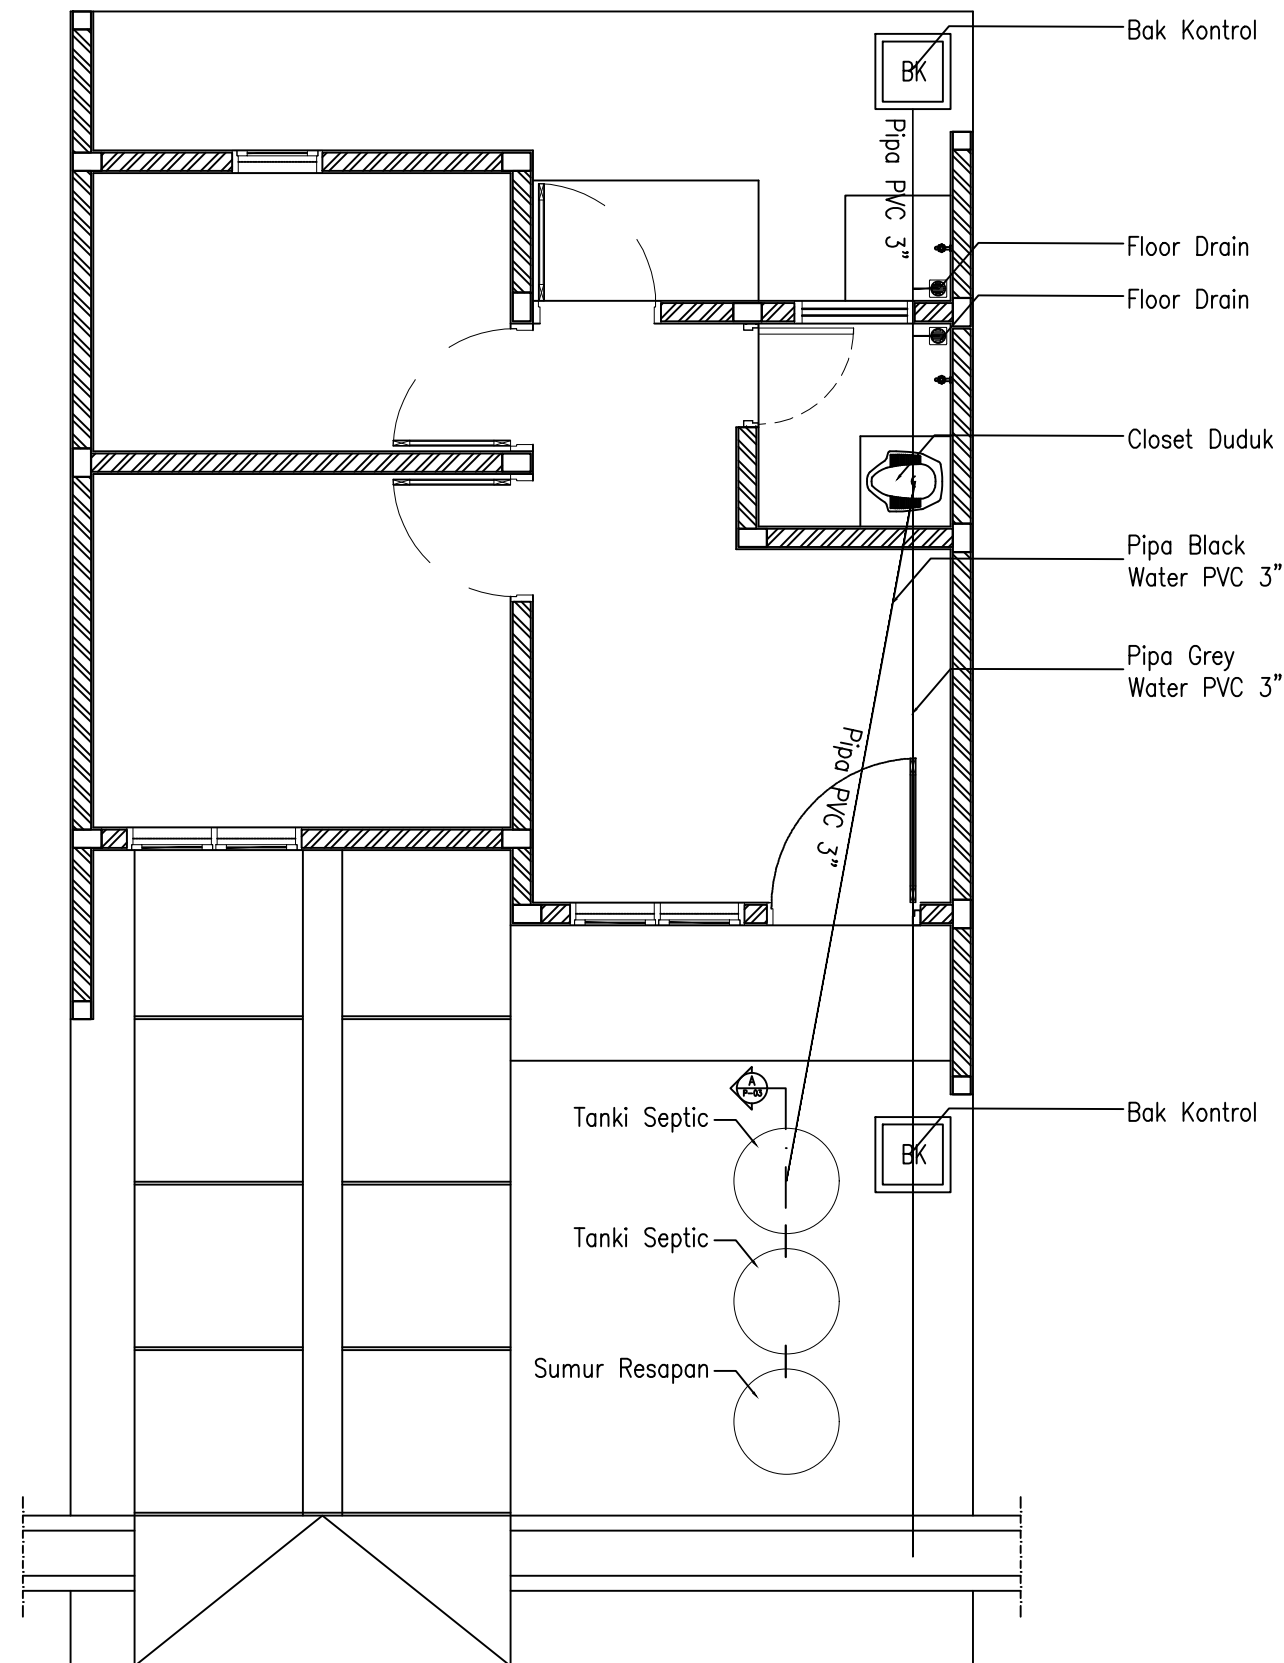 Bak Kontrol
BK
Pipa PVC 3"
Floor Drain
Floor Drain
Closet Duduk
Pipa Black
Water PVC 3"
Pipa Grey
Water PVC 3"
Pipa PVC 3"
A
P-03
Tanki Septic
Bak Kontrol
BK
Tanki Septic
Sumur Resapan